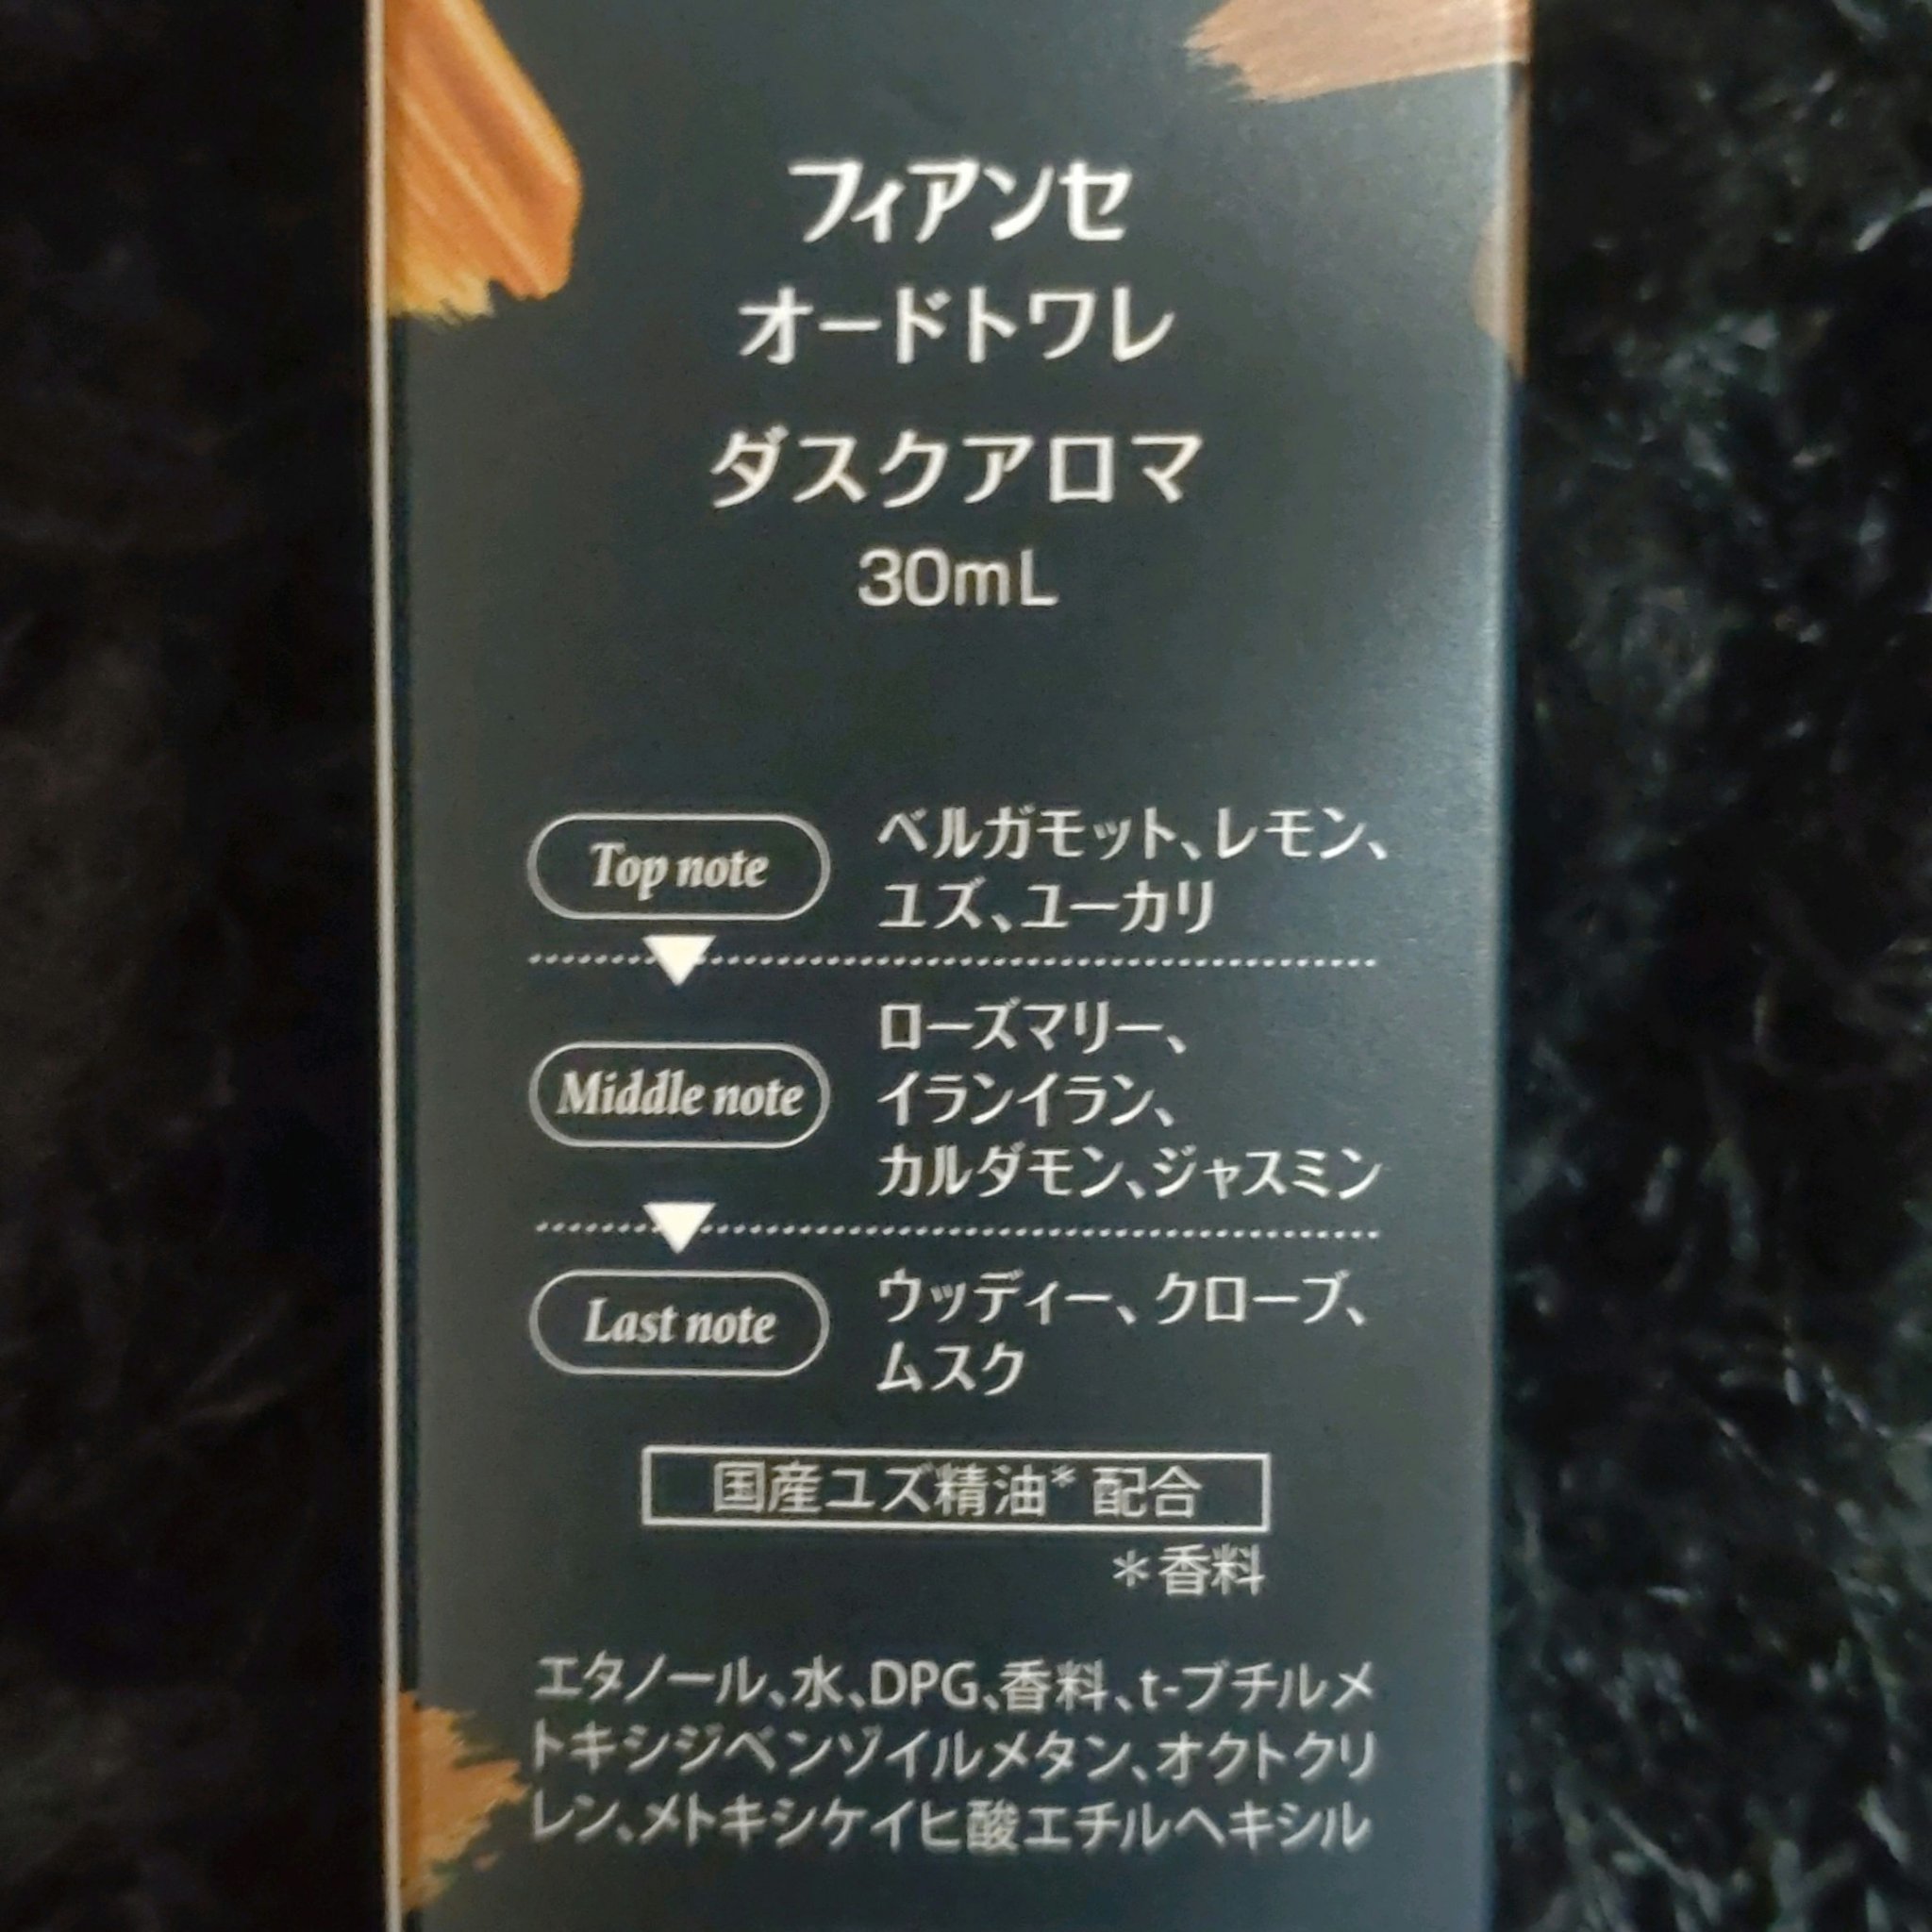 フィアンセ
オードトワレ
ダスクアロマ
30mL
Top note
ベルガモット、レモン、
ユズ、ユーカリ
Middle note
ローズマリー、
イランイラン、
カルダモン、ジャスミン
Last note
ウッディー、クローブ、
ムスク
国産ユズ精油* 配合
*香料
エタノール、水、DPG、香料、t-ブチルメ
トキシジベンゾイルメタン、オクトクリ
レン、メトキシケイヒ酸エチルヘキシル